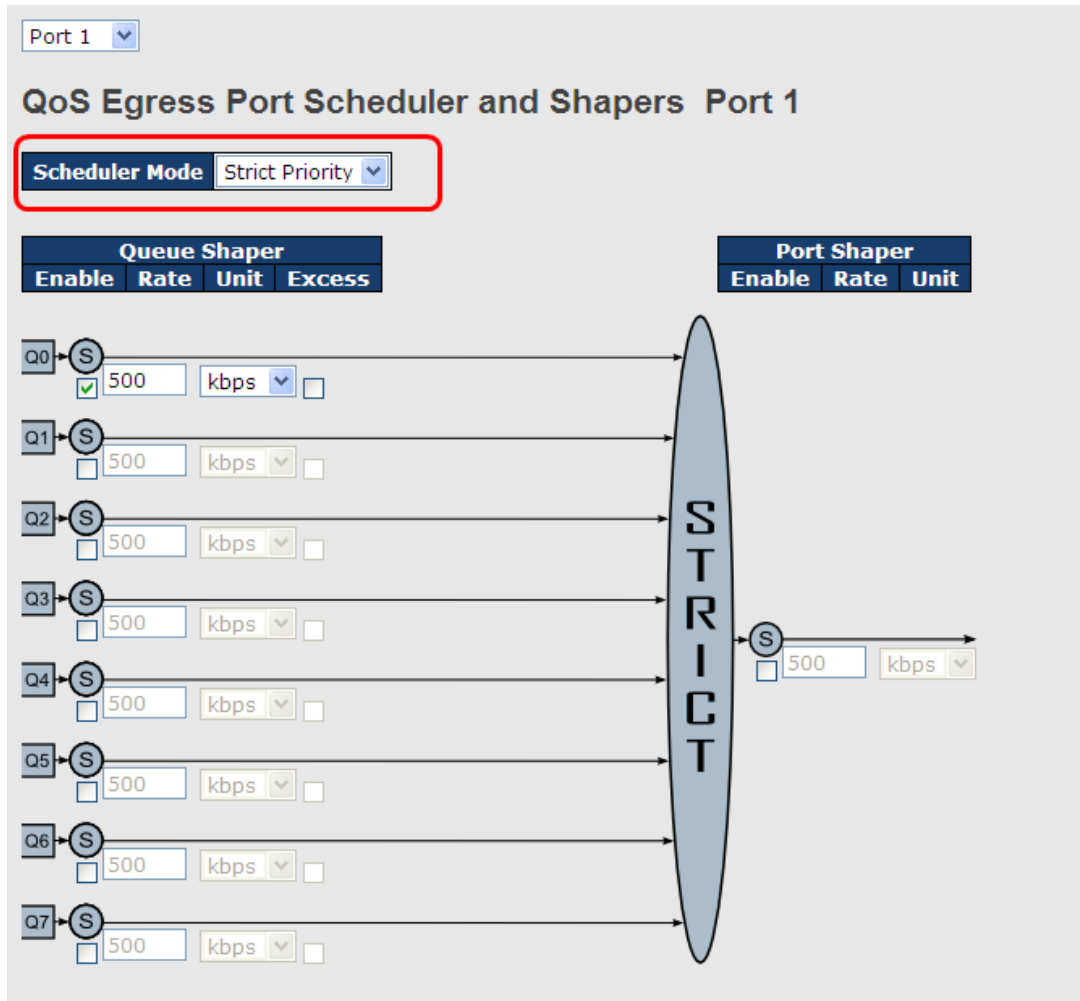 Port 1
QoS Egress Port Scheduler and Shapers Port 1
Scheduler Mode Strict Priority
Queue Shaper Port Shaper
Enable Rate Unit Excess Enable Rate Unit
Q0 S
500 kbps
Q1 S
500 kbps
Q2 S
500 kbps
Q3 S
500 kbps
Q4 S
500 kbps
Q5 S
500 kbps
Q6 S
500 kbps
Q7 S
500 kbps
STRICT
S
500 kbps